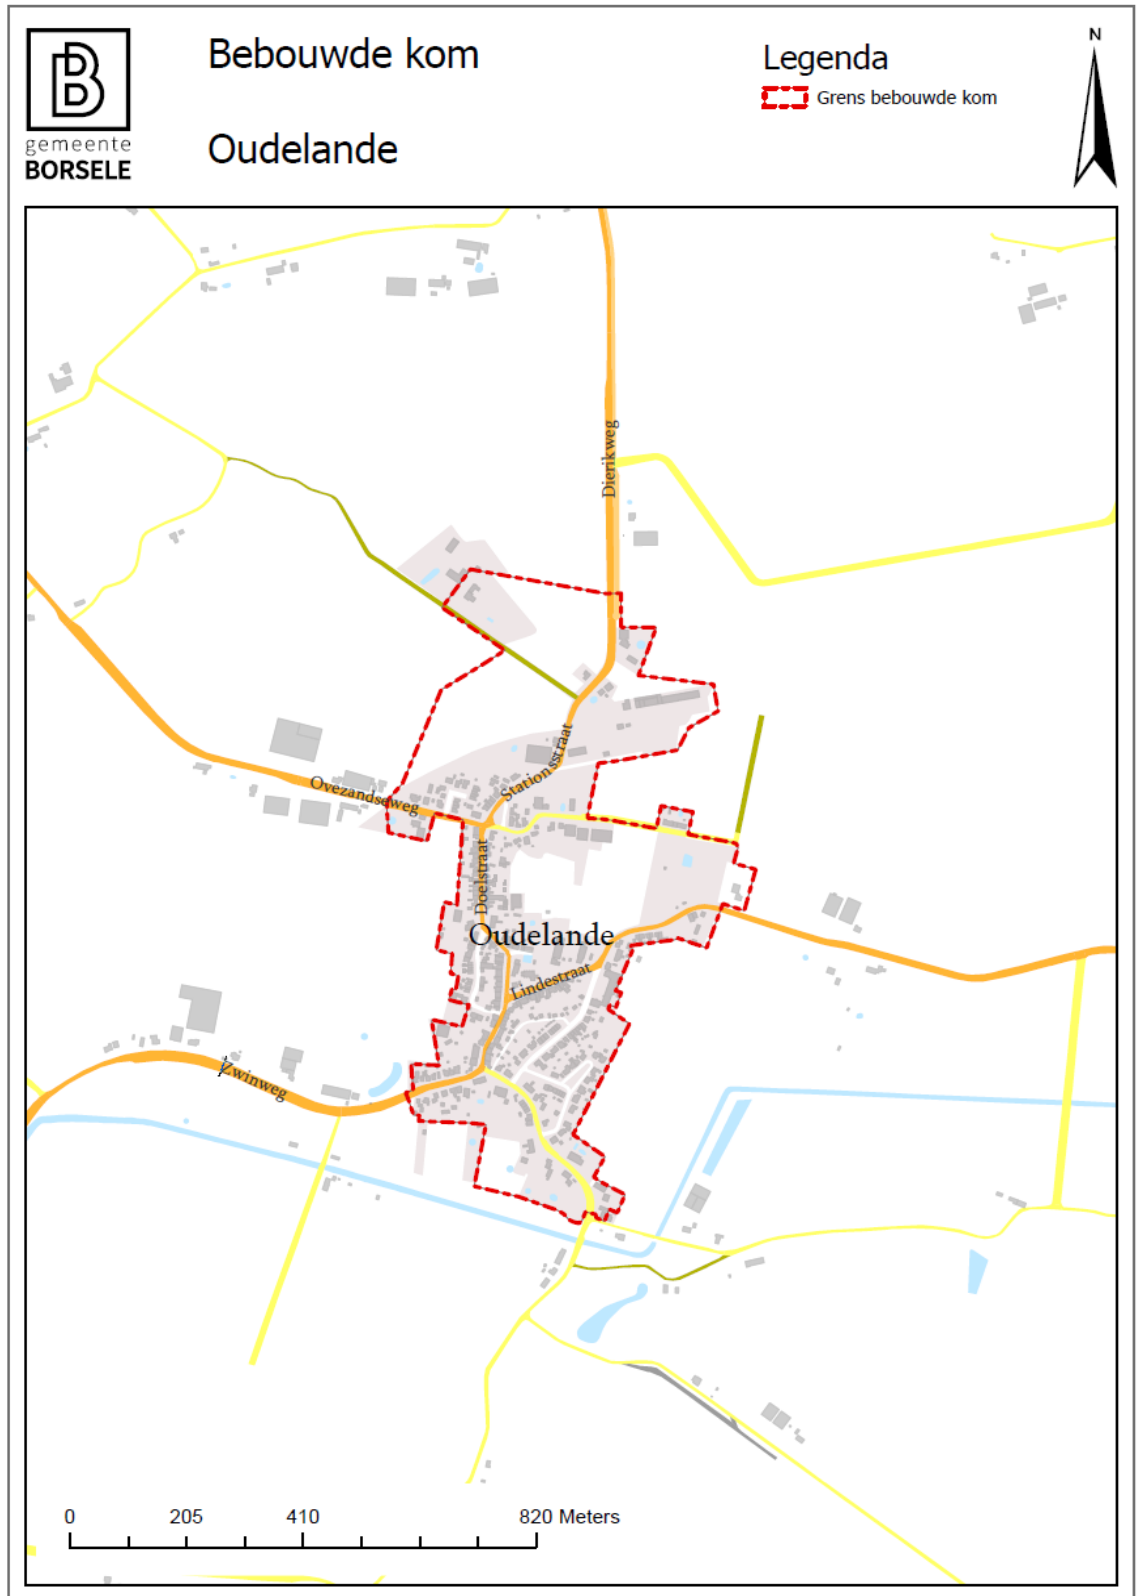 gemeente
BORSELE
Bebouwde kom
Oudelande
Legenda
Grens bebouwde kom
N
Dierikweg
Stationsstraat
Ovezandseweg
Doelstraat
Oudelande
Lindestraat
Zwinweg
0 205 410 820 Meters